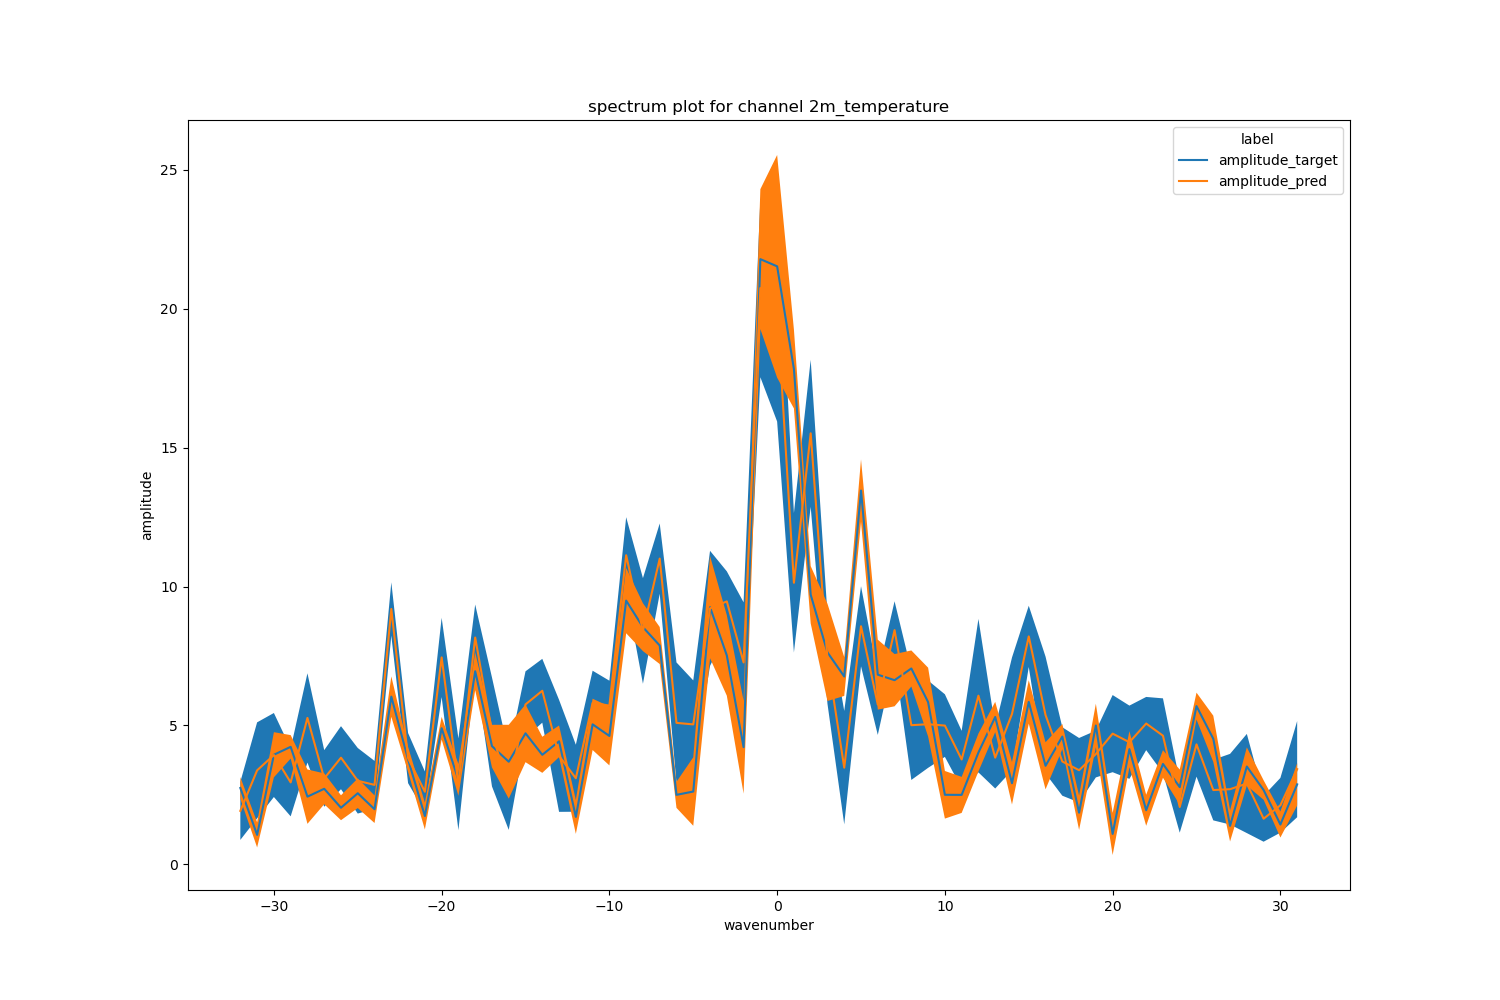 spectrum plot for channel 2m_temperature
label
amplitude_target
amplitude_pred
25
20
15
10
5
0
amplitude
−30 −20 −10 0 10 20 30
wavenumber